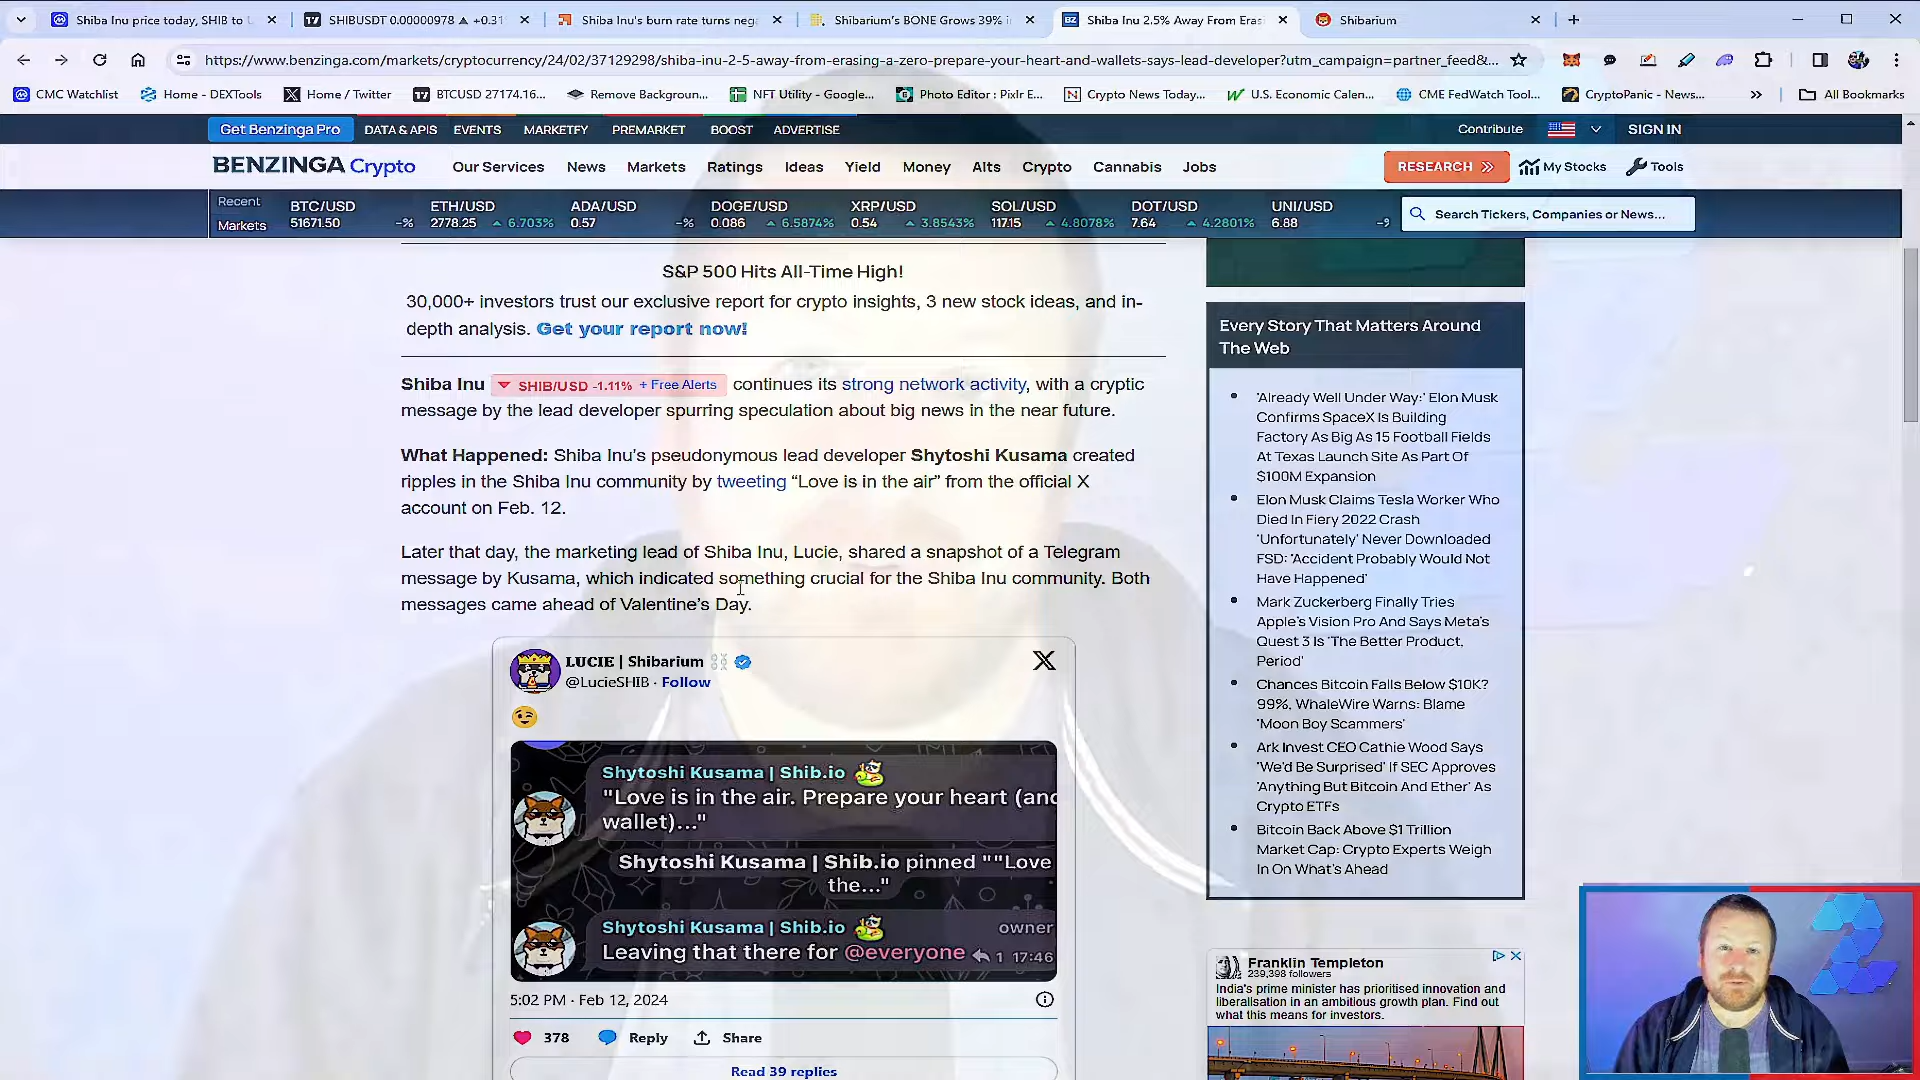 Shiba Inu price today, SHIB to U
SHIBUSDT 0.00000978 ▲ +0.31
Shiba Inu's burn rate turns neg
Shibarium's BONE Grows 39% i
Shiba Inu 2.5% Away From Eras
Shibarium
https://www.benzinga.com/markets/cryptocurrency/24/02/37129298/shiba-inu-2-5-away-from-erasing-a-zero-prepare-your-heart-and-wallets-says-lead-developer?utm_campaign=partner_feed&...
CMC Watchlist
Home - DEXTools
Home / Twitter
BTCUSD 27174.16...
Remove Backgroun...
NFT Utility - Google...
Photo Editor : Pixlr E...
Crypto News Today...
U.S. Economic Calen...
CME FedWatch Tool...
CryptoPanic - News...
All Bookmarks
Get Benzinga Pro
DATA & APIS
EVENTS
MARKETFY
PREMARKET
BOOST
ADVERTISE
Contribute
SIGN IN
BENZINGA Crypto
Our Services
News
Markets
Ratings
Ideas
Yield
Money
Alts
Crypto
Cannabis
Jobs
RESEARCH
My Stocks
Tools
Recent
Markets
BTC/USD
51671.50 -%
ETH/USD
2778.25 ▲ 6.703%
ADA/USD
0.57 -%
DOGE/USD
0.086 ▲ 6.5874%
XRP/USD
0.54 ▲ 3.8543%
SOL/USD
117.15 ▲ 4.8078%
DOT/USD
7.64 ▲ 4.2801%
UNI/USD
6.88
Search Tickers, Companies or News...
S&P 500 Hits All-Time High!
30,000+ investors trust our exclusive report for crypto insights, 3 new stock ideas, and in-
depth analysis. Get your report now!
Shiba Inu ▼ SHIB/USD -1.11% + Free Alerts continues its strong network activity, with a cryptic
message by the lead developer spurring speculation about big news in the near future.
What Happened: Shiba Inu's pseudonymous lead developer Shytoshi Kusama created
ripples in the Shiba Inu community by tweeting “Love is in the air” from the official X
account on Feb. 12.
Later that day, the marketing lead of Shiba Inu, Lucie, shared a snapshot of a Telegram
message by Kusama, which indicated something crucial for the Shiba Inu community. Both
messages came ahead of Valentine's Day.
LUCIE | Shibarium
@LucieSHIB · Follow
Shytoshi Kusama | Shib.io
"Love is in the air. Prepare your heart (and
wallet)..."
Shytoshi Kusama | Shib.io pinned ""Love
the..."
Shytoshi Kusama | Shib.io owner
Leaving that there for @everyone 1 17:46
5:02 PM · Feb 12, 2024
378 Reply Share
Read 39 replies
Every Story That Matters Around
The Web
'Already Well Under Way:' Elon Musk
Confirms SpaceX Is Building
Factory As Big As 15 Football Fields
At Texas Launch Site As Part Of
$100M Expansion
Elon Musk Claims Tesla Worker Who
Died In Fiery 2022 Crash
'Unfortunately' Never Downloaded
FSD: 'Accident Probably Would Not
Have Happened'
Mark Zuckerberg Finally Tries
Apple's Vision Pro And Says Meta's
Quest 3 Is 'The Better Product,
Period'
Chances Bitcoin Falls Below $10K?
99%, WhaleWire Warns: Blame
'Moon Boy Scammers'
Ark Invest CEO Cathie Wood Says
'We'd Be Surprised' If SEC Approves
'Anything But Bitcoin And Ether' As
Crypto ETFs
Bitcoin Back Above $1 Trillion
Market Cap: Crypto Experts Weigh
In On What's Ahead
Franklin Templeton
239,398 followers
India's prime minister has prioritised innovation and
liberalisation in an ambitious growth plan. Find out
what this means for investors.